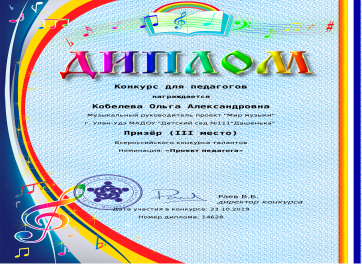 ДИПЛОМ
Конкурс для педагогов
награждается
Кобелева Ольга Александровна
Музыкальный руководитель проект "Мир музыки"
г. Улан-Удэ МАДОУ "Детский сад №111"Дашенька"
Призёр (III место)
Всероссийского конкурса талантов
Номинация: «Проект педагога»
Раев В.Б.
директор конкурса
Дата участия в конкурсе: 23.10.2019
Номер диплома: 14628